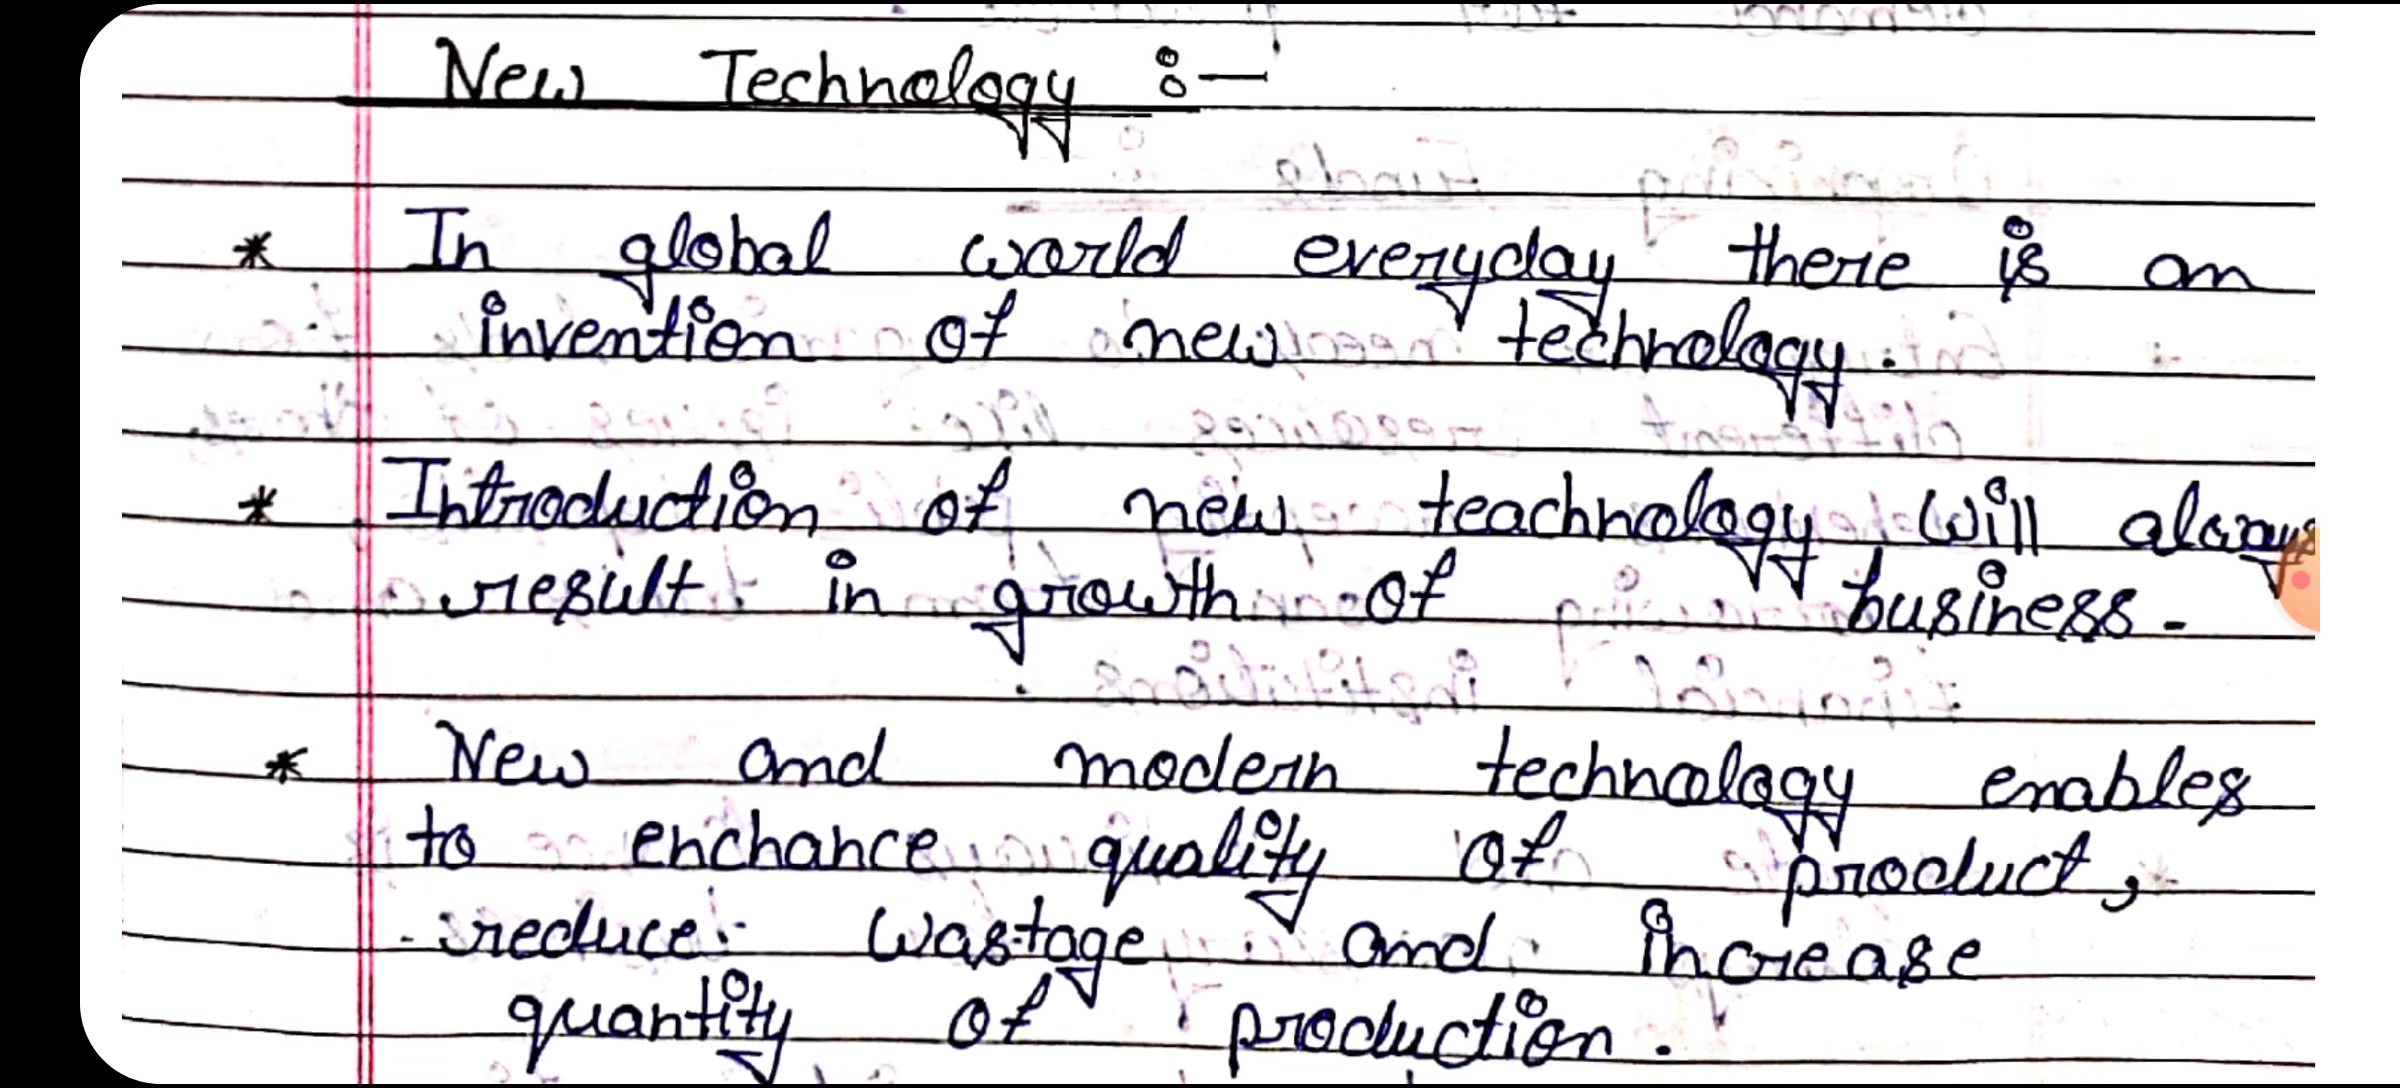 New Technology :-
* In global world everyday there is an
invention of new technology.
* Introduction of new teachnology will always
result in growth of business.
* New and modern technology enables
to enchance quality of product,
reduce wastage and increase
quantity of production.